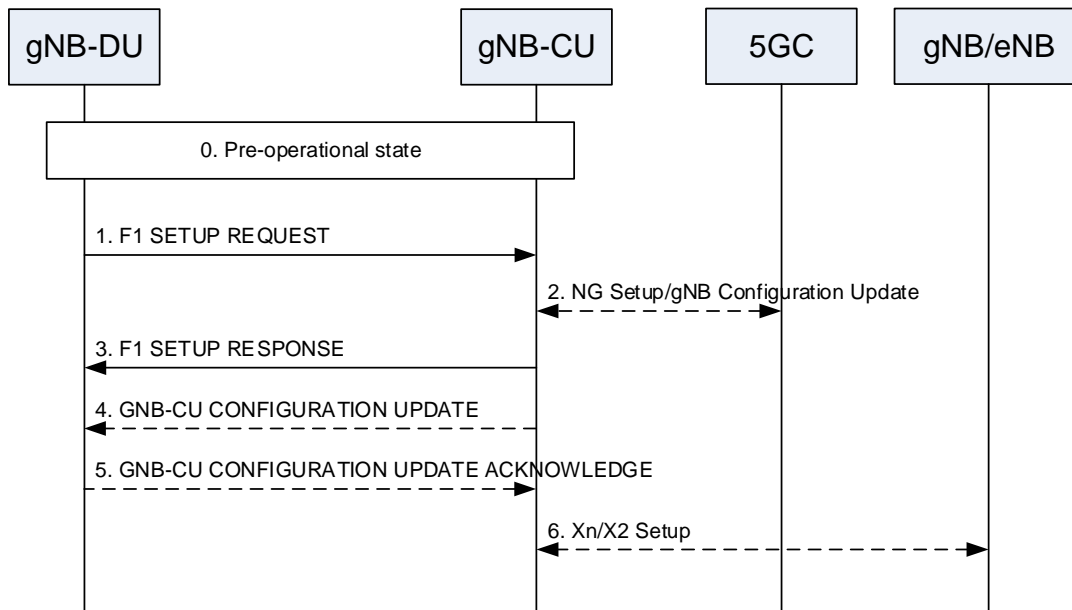 gNB-DU
gNB-CU
5GC
gNB/eNB
0. Pre-operational state
1. F1 SETUP REQUEST
2. NG Setup/gNB Configuration Update
3. F1 SETUP RESPONSE
4. GNB-CU CONFIGURATION UPDATE
5. GNB-CU CONFIGURATION UPDATE ACKNOWLEDGE
6. Xn/X2 Setup